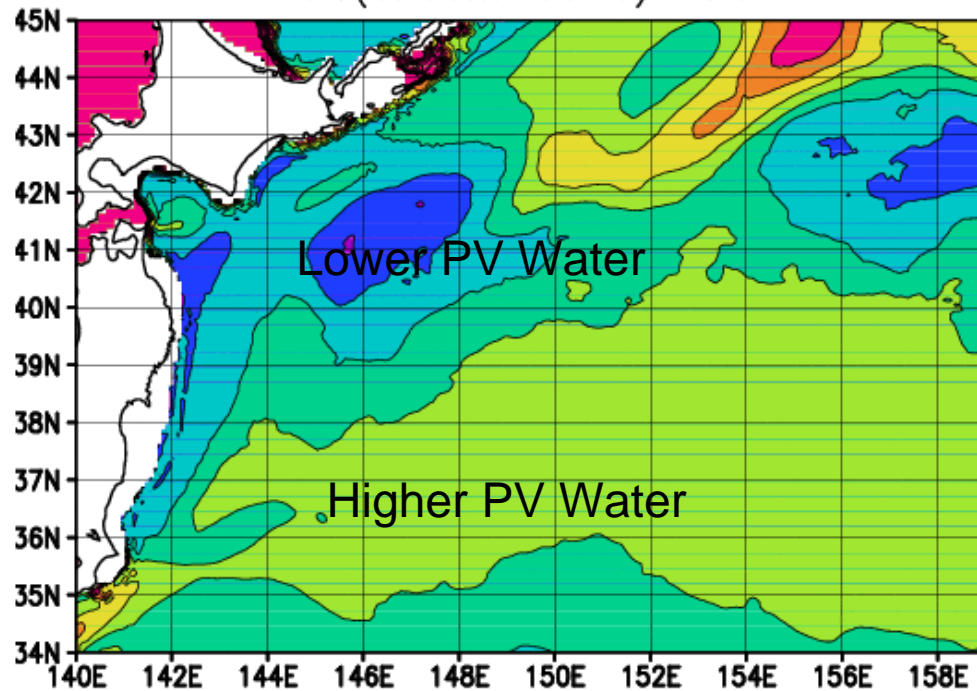 45N
44N
43N
42N
41N
Lower PV Water
40N
39N
38N
37N
Higher PV Water
36N
35N
34N
140E 142E 144E 146E 148E 150E 152E 154E 156E 158E